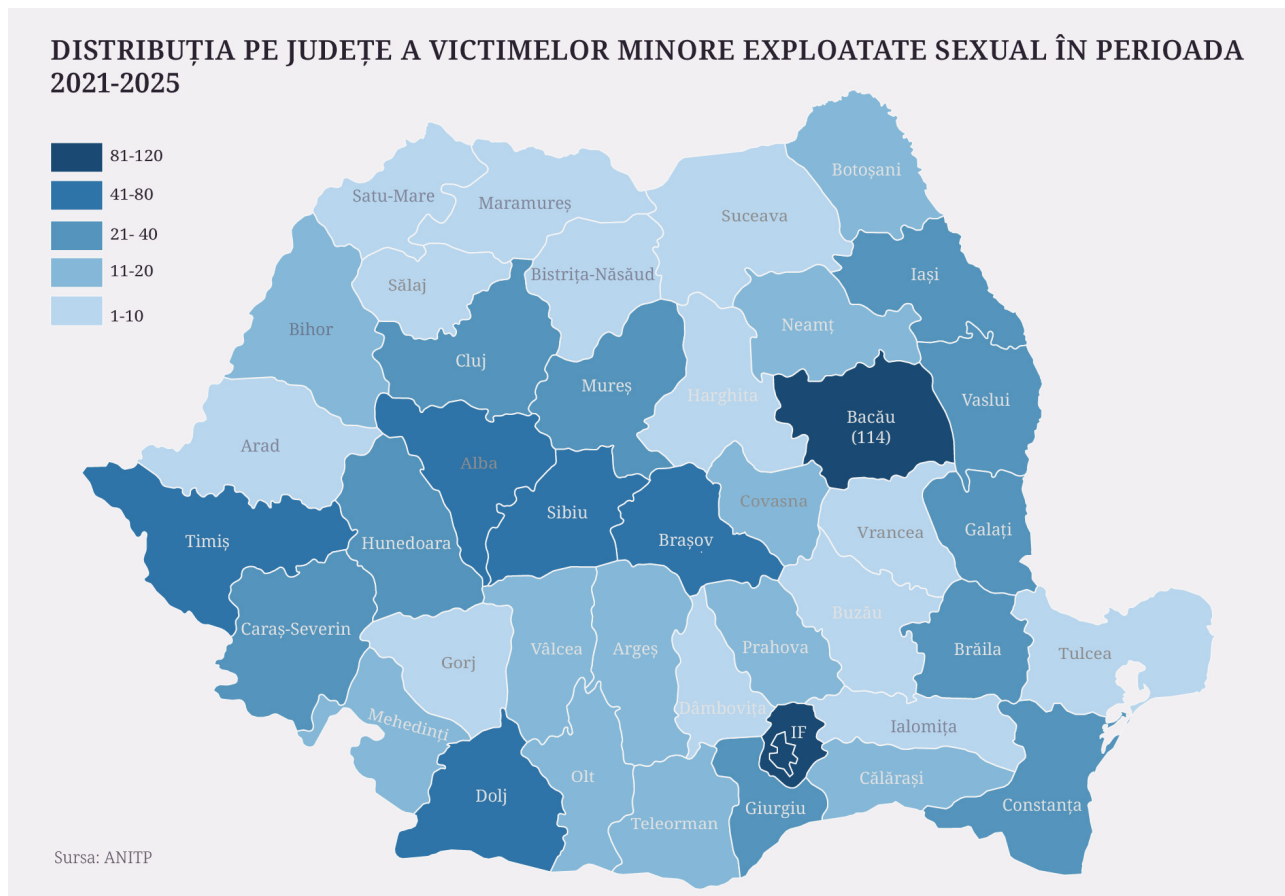 DISTRIBUȚIA PE JUDEȚE A VICTIMELOR MINORE EXPLOATATE SEXUAL ÎN PERIOADA
2021-2025
81-120
41-80
21- 40
11-20
1-10
Botoșani
Satu-Mare
Maramureș
Suceava
Iași
Bistrița-Năsăud
Sălaj
Bihor
Neamț
Cluj
Mureș
Harghita
Vaslui
Bacău
(114)
Arad
Alba
Covasna
Sibiu
Timiș
Hunedoara
Brașov
Vrancea
Galați
Buzău
Caraș-Severin
Vâlcea
Argeș
Prahova
Brăila
Tulcea
Gorj
Dâmbovița
Mehedinți
IF
Ialomița
Olt
Călărași
Dolj
Giurgiu
Constanța
Teleorman
Sursa: ANITP